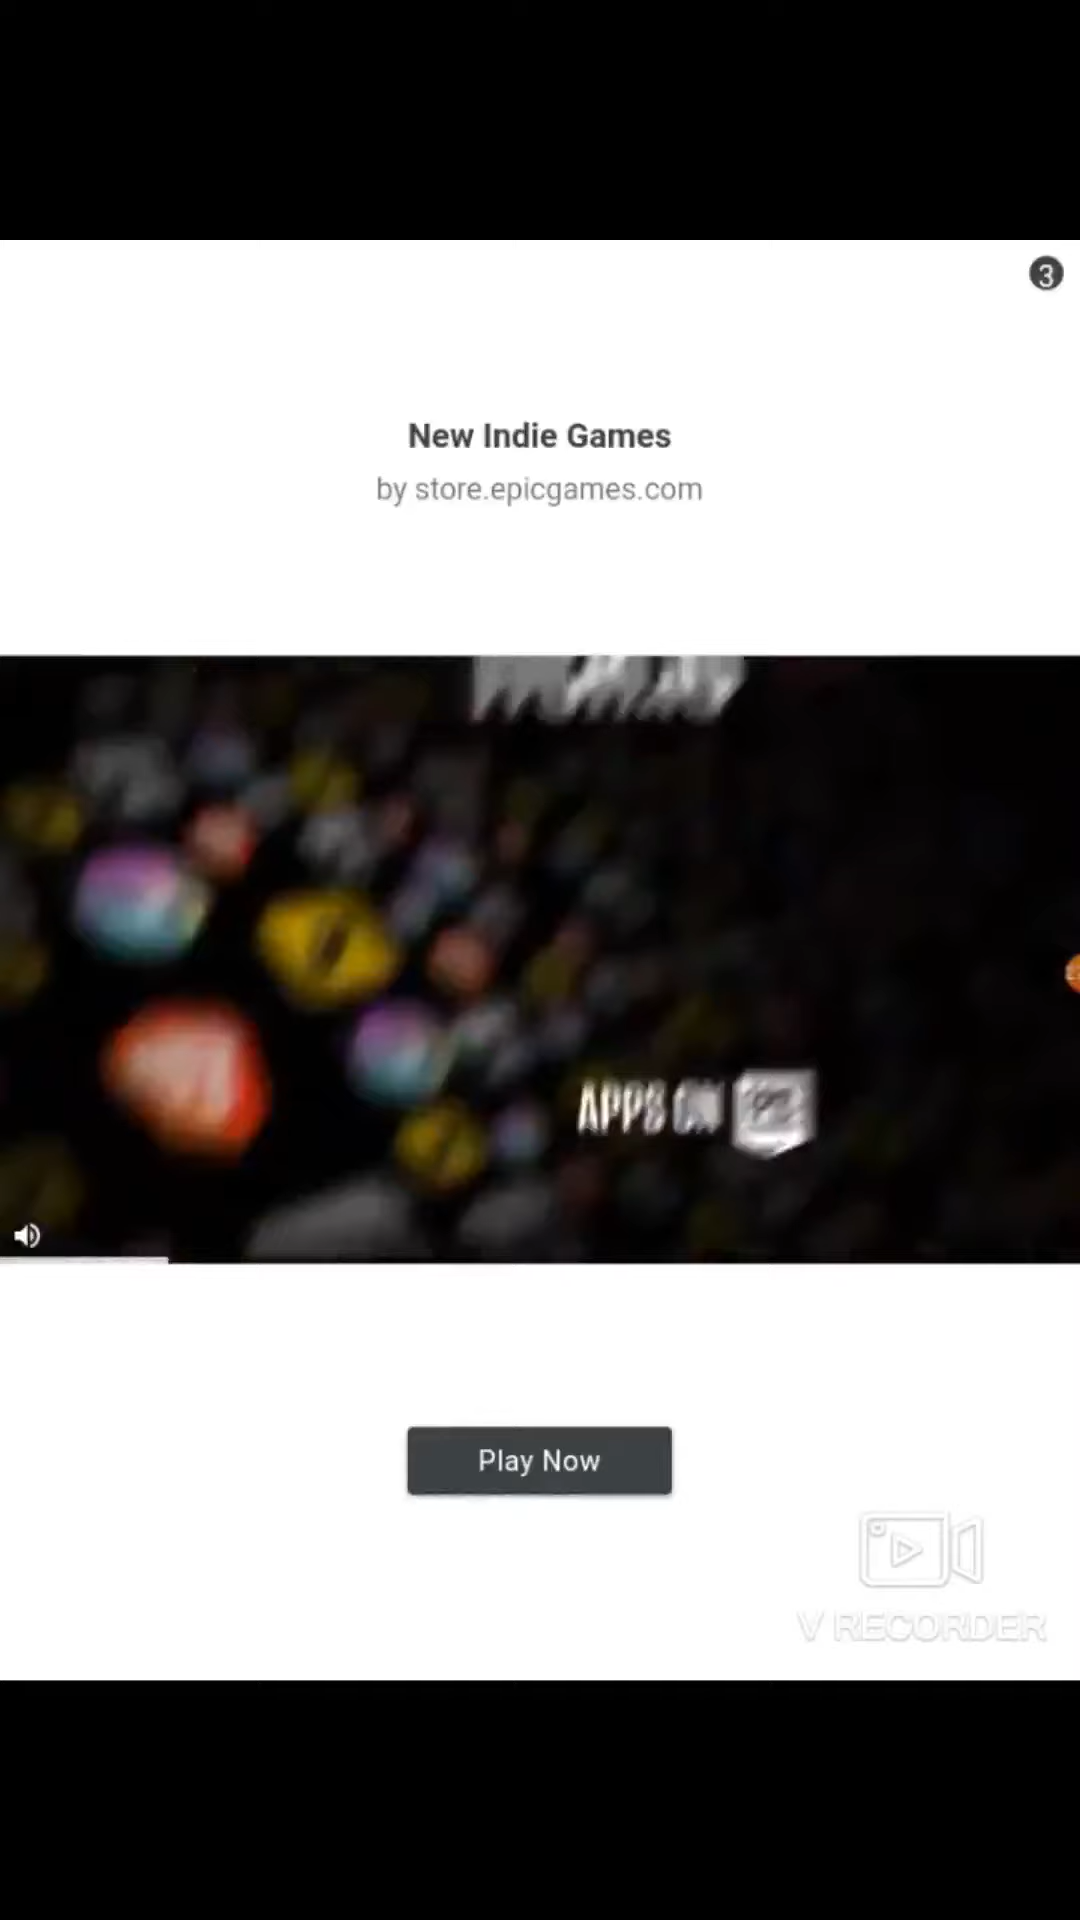 3
New Indie Games
by store.epicgames.com
APPS ON
Play Now
V RECORDER